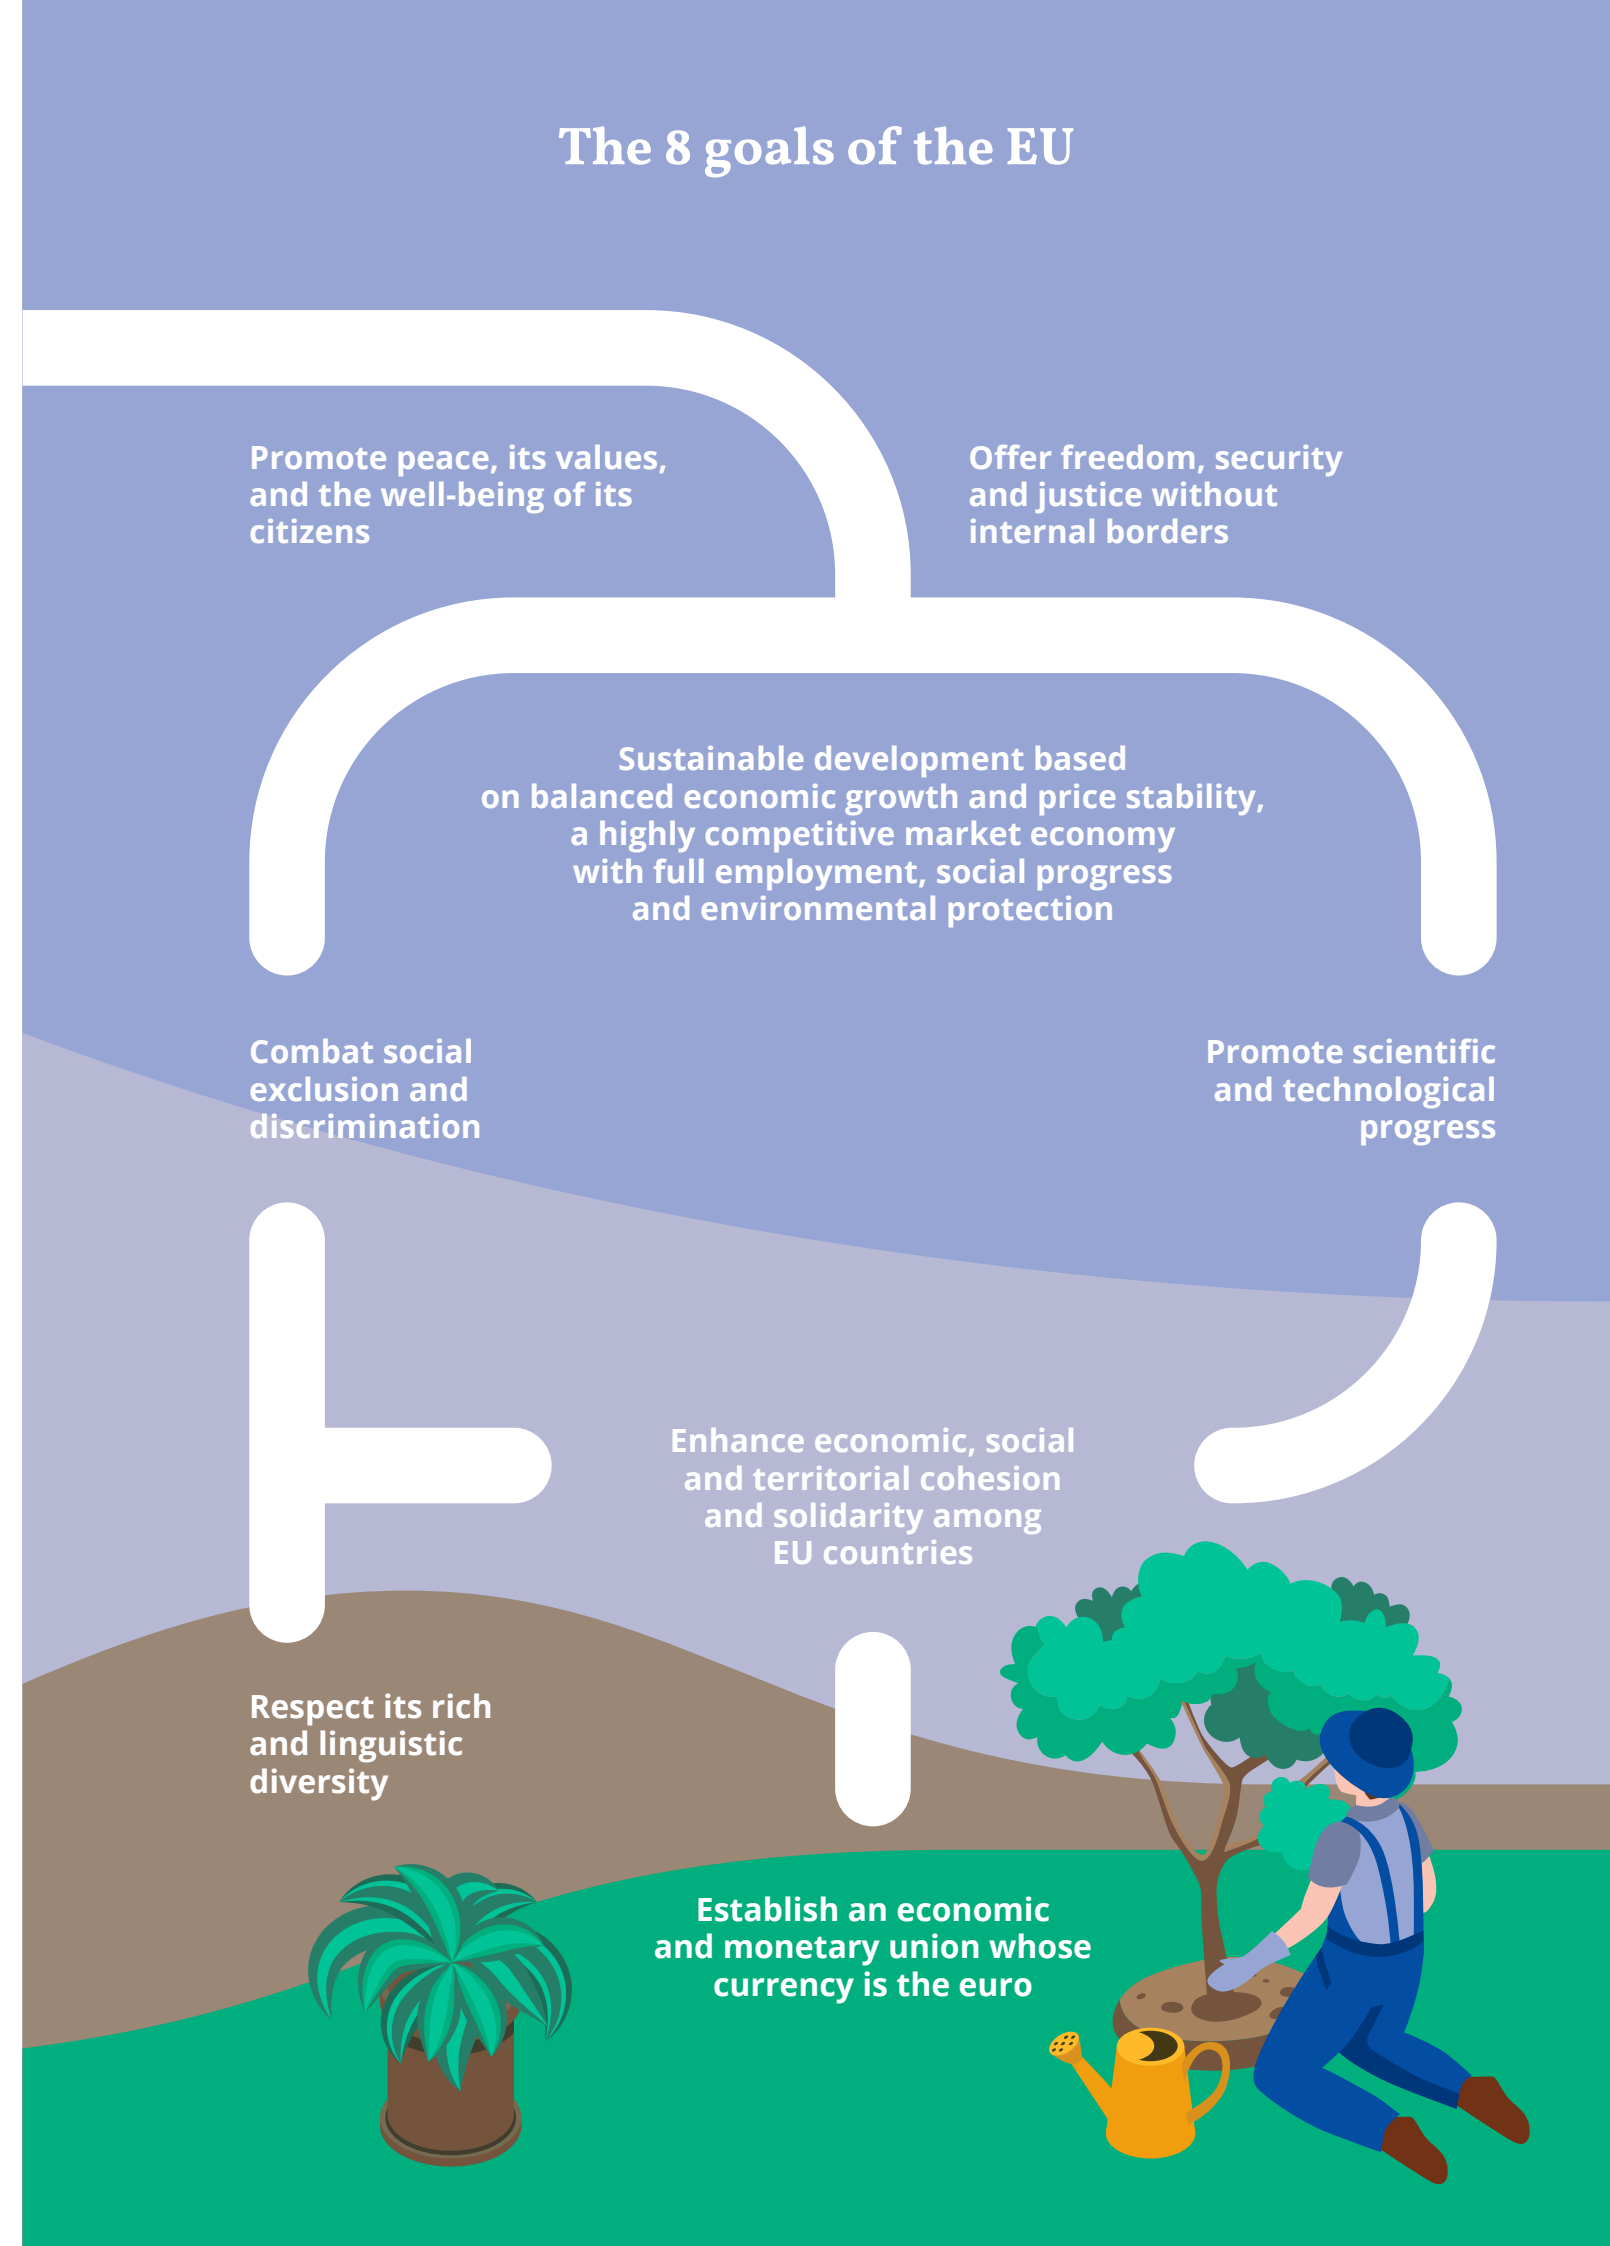 The 8 goals of the EU
Promote peace, its values,
and the well-being of its
citizens
Offer freedom, security
and justice without
internal borders
Sustainable development based
on balanced economic growth and price stability,
a highly competitive market economy
with full employment, social progress
and environmental protection
Combat social
exclusion and
discrimination
Promote scientific
and technological
progress
Enhance economic, social
and territorial cohesion
and solidarity among
EU countries
Respect its rich
and linguistic
diversity
Establish an economic
and monetary union whose
currency is the euro